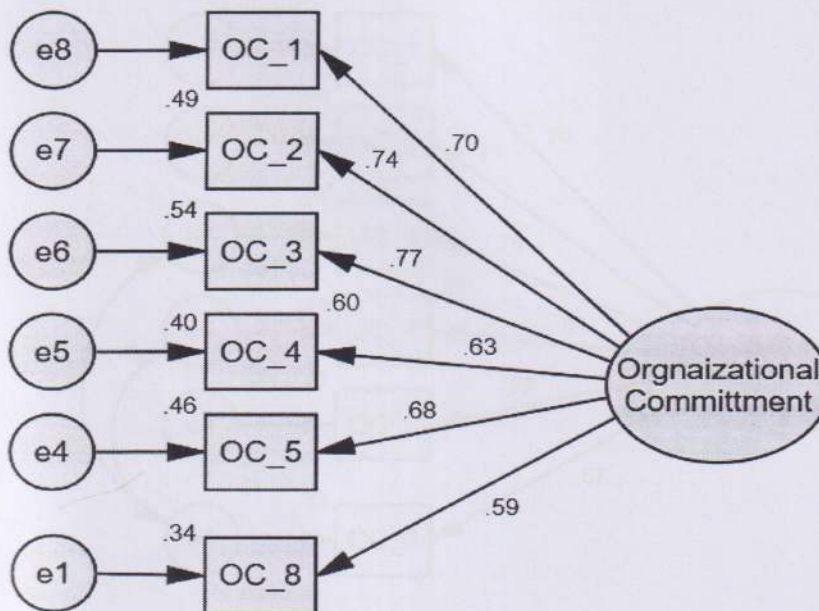 e8 OC_1
.49
.70
e7 OC_2
.74
.54
e6 OC_3
.77
.60
.40
e5 OC_4
.63
Orgnaizational
Committment
.46
.68
e4 OC_5
.59
.34
e1 OC_8